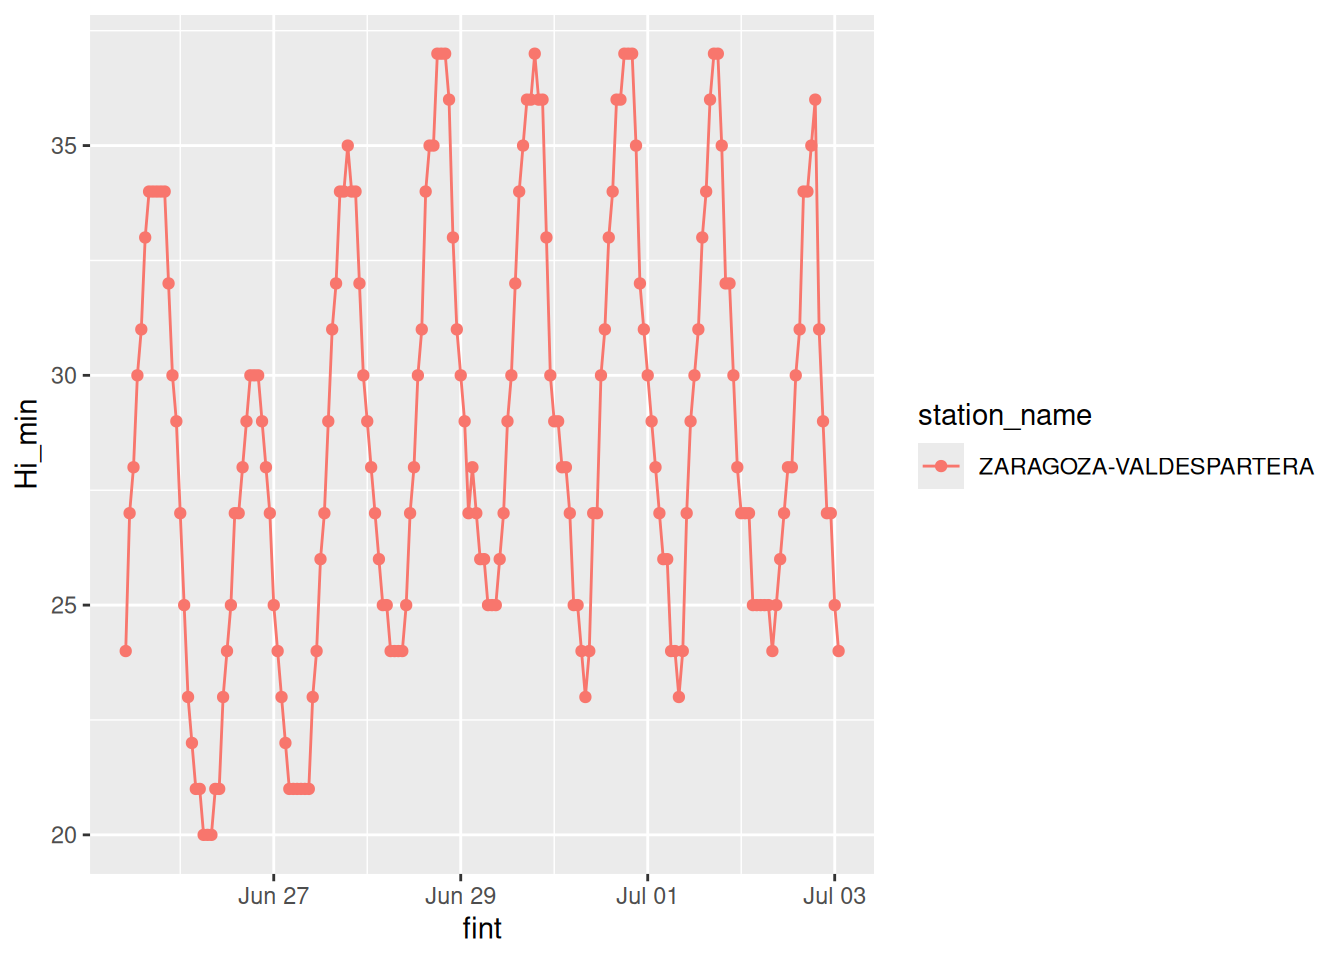 35
30
25
20
Hi_min
Jun 27
Jun 29
Jul 01
Jul 03
fint
station_name
ZARAGOZA-VALDESPARTERA